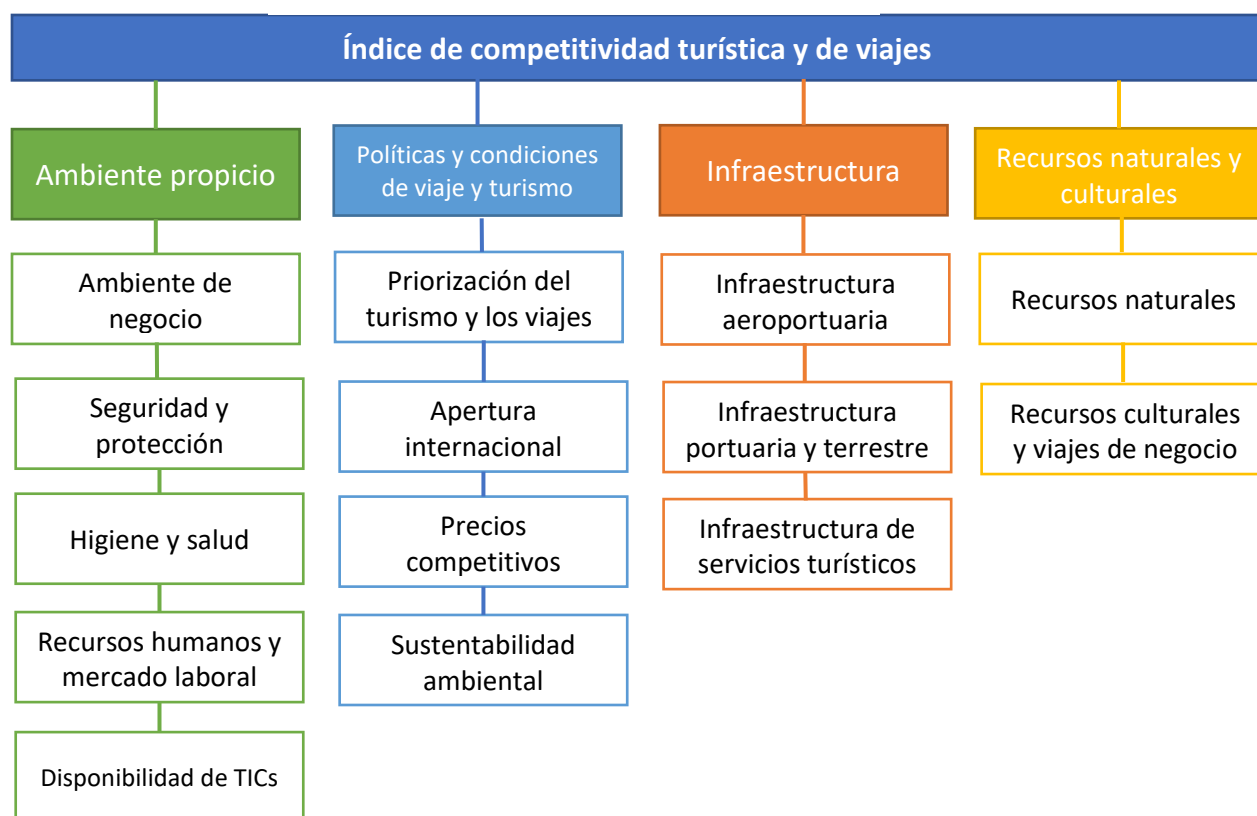 Índice de competitividad turística y de viajes
Ambiente propicio
Ambiente de
negocio
Seguridad y
protección
Higiene y salud
Recursos humanos y
mercado laboral
Disponibilidad de TICs
Políticas y condiciones
de viaje y turismo
Priorización del
turismo y los viajes
Apertura
internacional
Precios
competitivos
Sustentabilidad
ambiental
Infraestructura
Infraestructura
aeroportuaria
Infraestructura
portuaria y terrestre
Infraestructura de
servicios turísticos
Recursos naturales y
culturales
Recursos naturales
Recursos culturales
y viajes de negocio